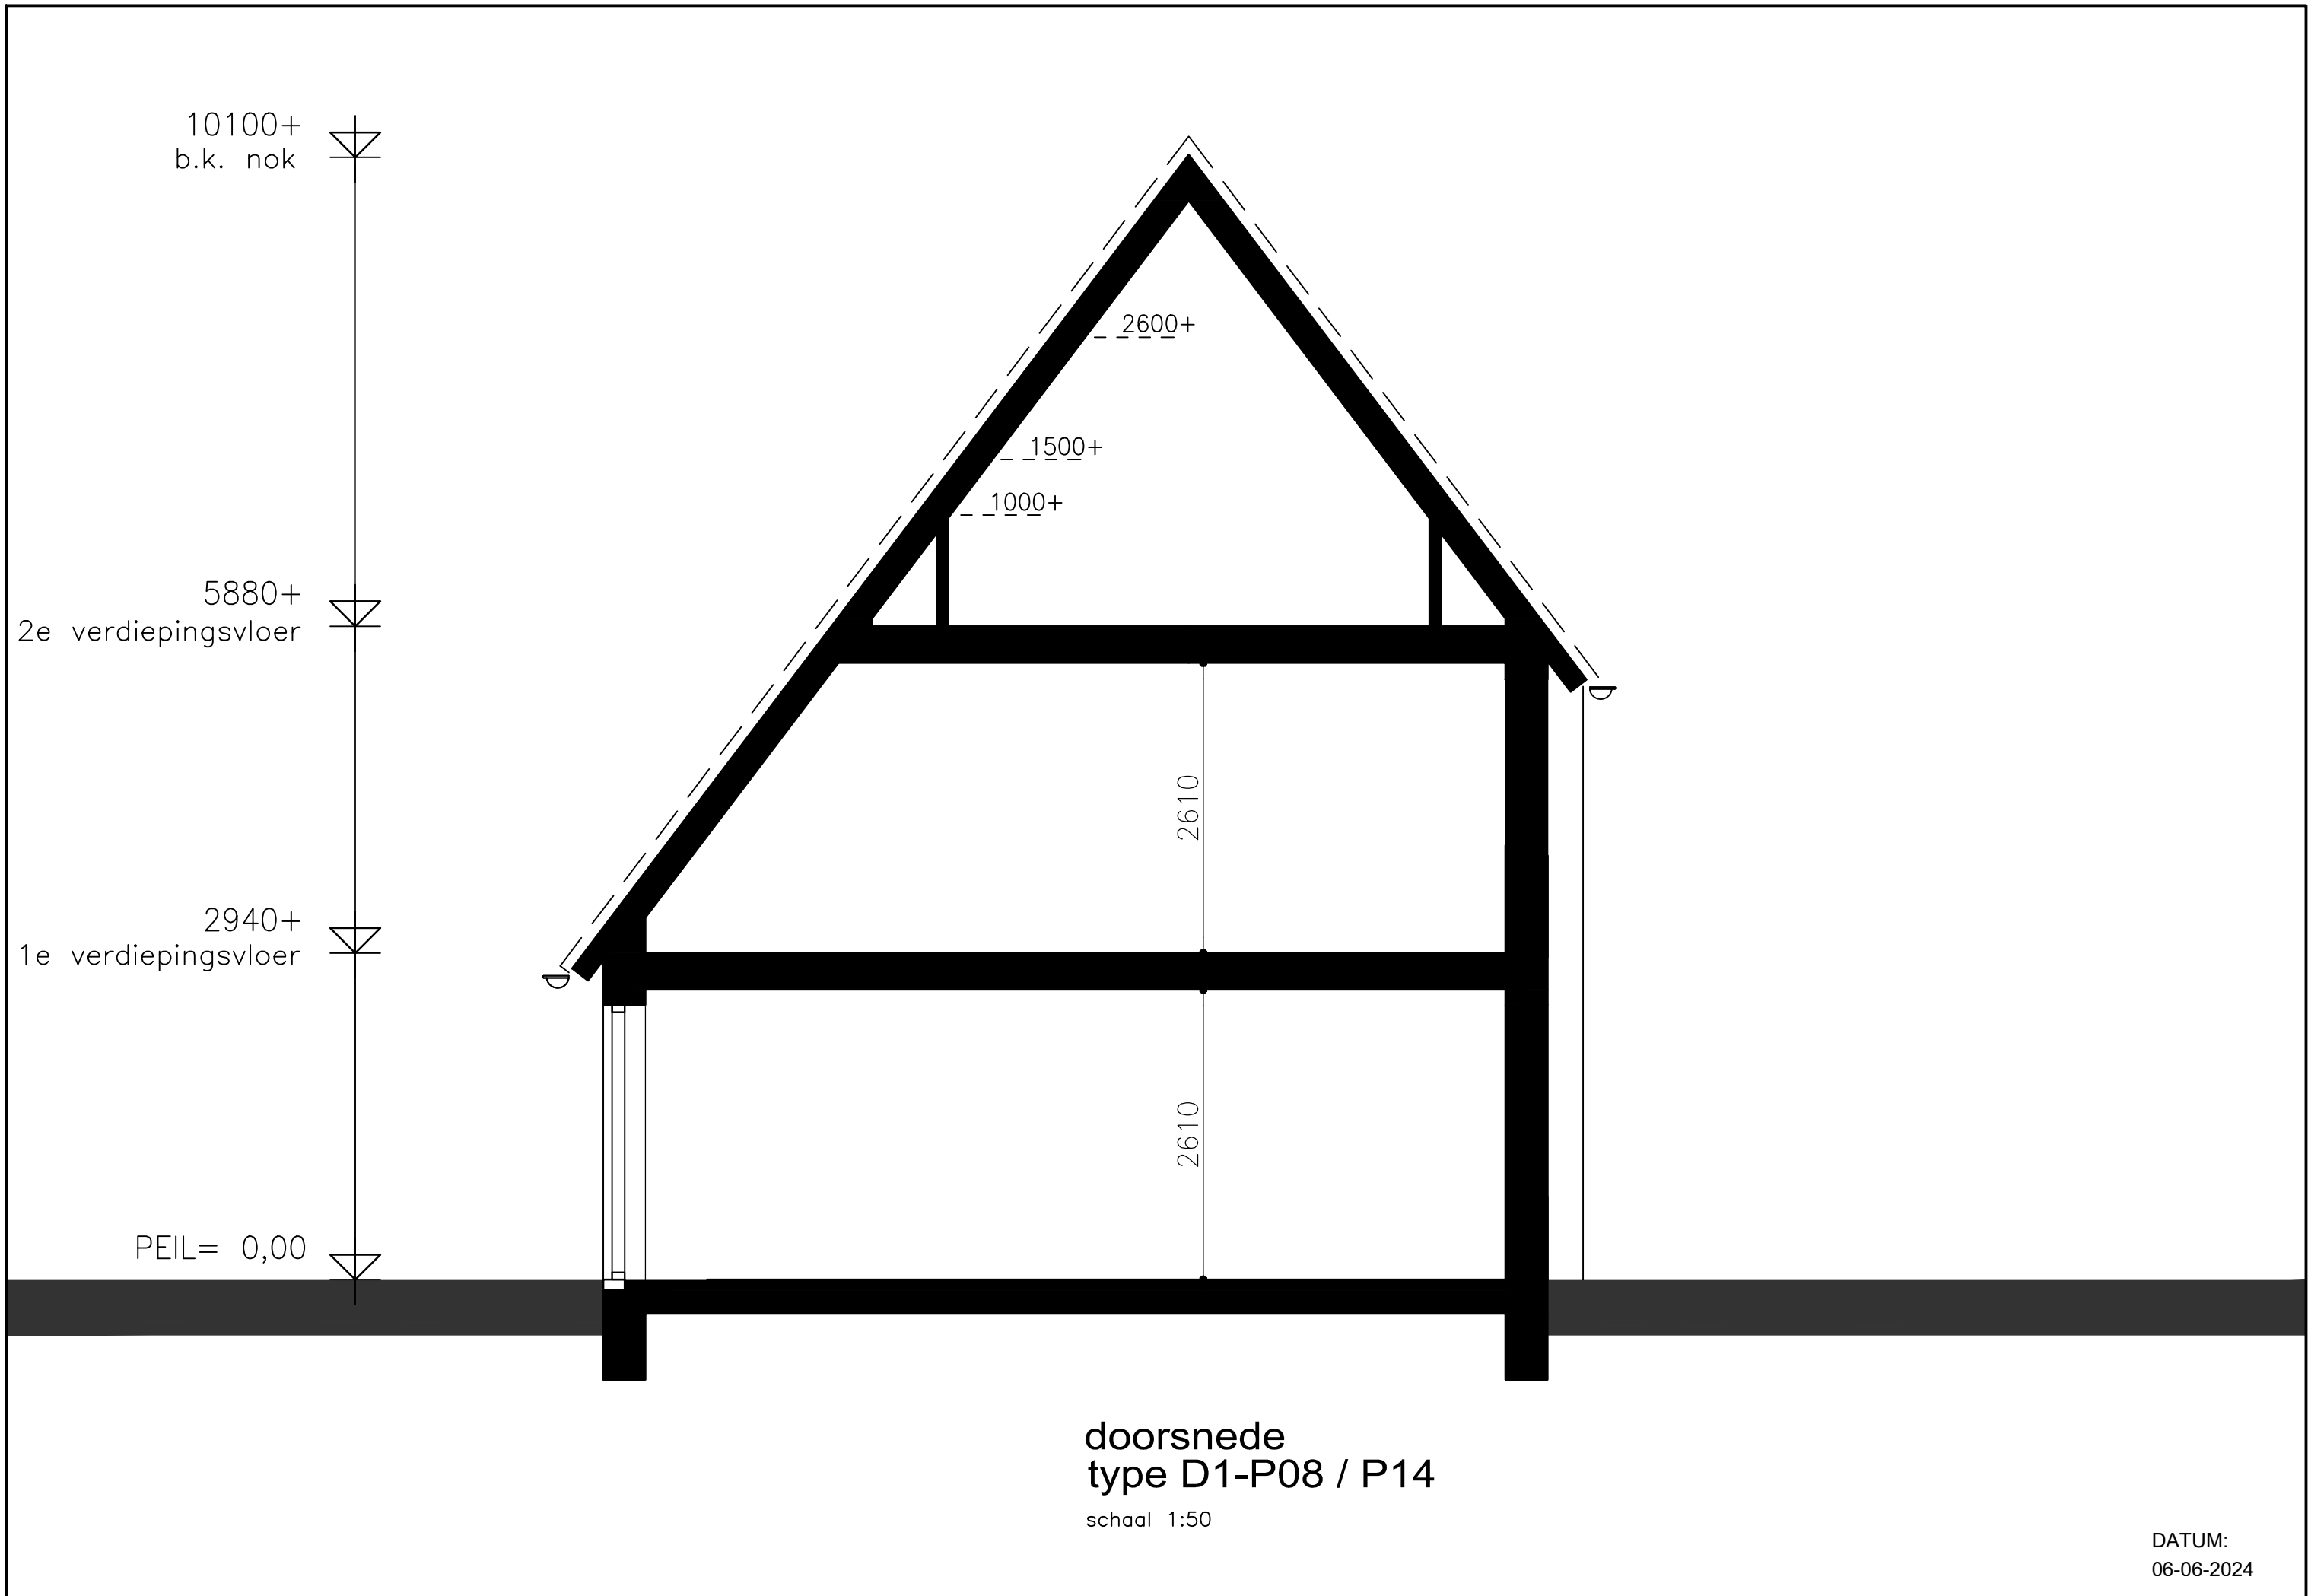 10100+
b.k. nok
2600+
1500+
1000+
5880+
2e verdiepingsvloer
2610
2940+
1e verdiepingsvloer
2610
PEIL= 0,00
doorsnede
type D1-P08 / P14
schaal 1:50
DATUM:
06-06-2024